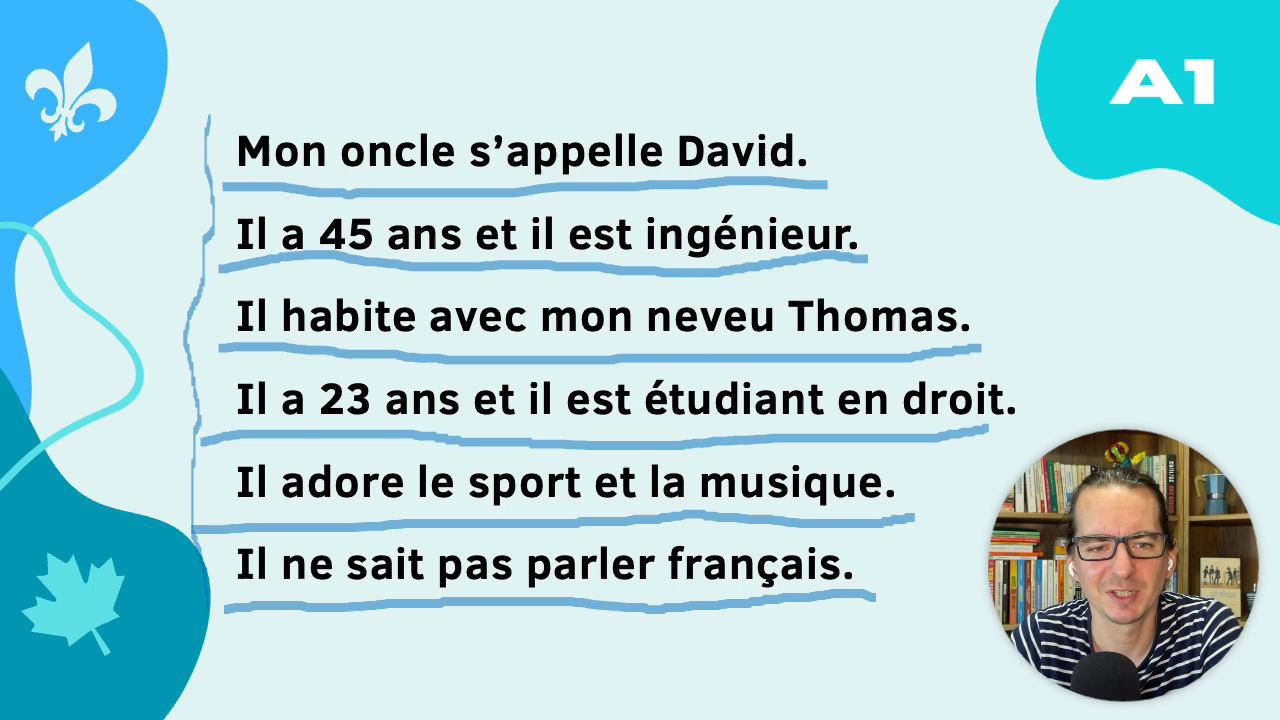 A1
Mon oncle s’appelle David.
Il a 45 ans et il est ingénieur.
Il habite avec mon neveu Thomas.
Il a 23 ans et il est étudiant en droit.
Il adore le sport et la musique.
Il ne sait pas parler français.